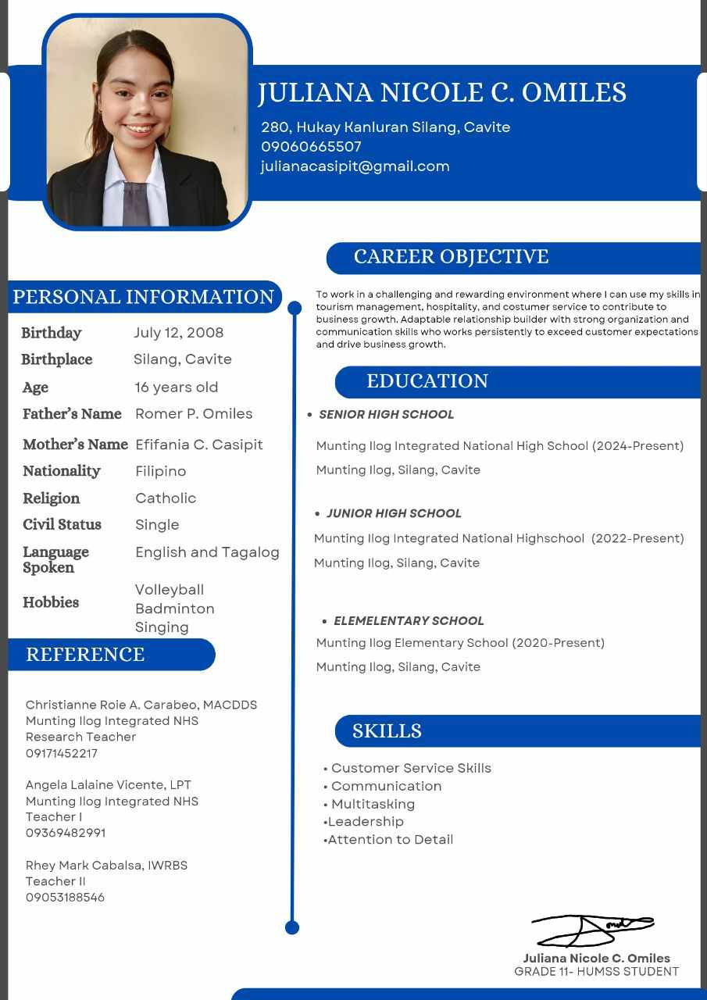 JULIANA NICOLE C. OMILES
280, Hukay Kanluran Silang, Cavite
09060665507
julianacasipit@gmail.com
PERSONAL INFORMATION
Birthday July 12, 2008
Birthplace Silang, Cavite
Age 16 years old
Father's Name Romer P. Omiles
Mother's Name Efifania C. Casipit
Nationality Filipino
Religion Catholic
Civil Status Single
Language English and Tagalog
Spoken
Hobbies
Volleyball
Badminton
Singing
REFERENCE
Christianne Roie A. Carabeo, MACDDS
Munting Ilog Integrated NHS
Research Teacher
09171452217
Angela Lalaine Vicente, LPT
Munting Ilog Integrated NHS
Teacher I
09369482991
Rhey Mark Cabalsa, IWRBS
Teacher II
09053188546
CAREER OBJECTIVE
To work in a challenging and rewarding environment where I can use my skills in
tourism management, hospitality, and costumer service to contribute to
business growth. Adaptable relationship builder with strong organization and
communication skills who works persistently to exceed customer expectations
and drive business growth.
EDUCATION
• SENIOR HIGH SCHOOL
Munting Ilog Integrated National High School (2024-Present)
Munting Ilog, Silang, Cavite
• JUNIOR HIGH SCHOOL
Munting Ilog Integrated National Highschool (2022-Present)
Munting Ilog, Silang, Cavite
• ELEMELENTARY SCHOOL
Munting Ilog Elementary School (2020-Present)
Munting Ilog, Silang, Cavite
SKILLS
• Customer Service Skills
• Communication
• Multitasking
•Leadership
•Attention to Detail
Juliana Nicole C. Omiles
GRADE 11- HUMSS STUDENT